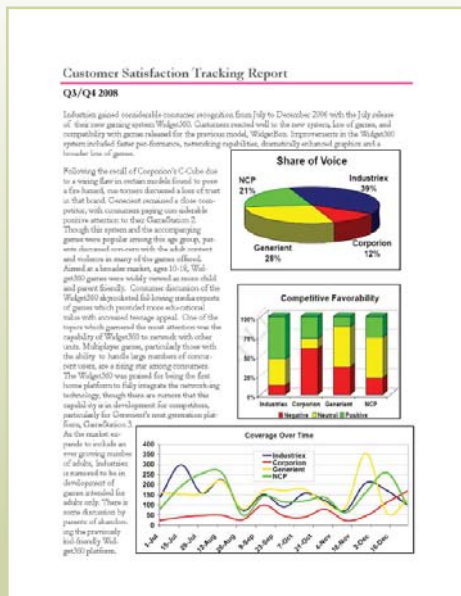 Customer Satisfaction Tracking Report
Q3/Q4 2008
Industries gained considerable consumer recognition from July to December 2006 with the July release
of their new gaming system Widget360. Customers reacted well to the new system, line of games, and
compatibility with games released for the previous model, WidgetBox. Improvements in the Widget360
system included faster performance, networking capabilities, dramatically enhanced graphics and a
broader line of games.
Following the recall of Corporion's C-Cube due
to a wiring flaw in certain models found to pose
a fire hazard, customers discussed a loss of trust
in that brand. Generient remained a close com-
petitor, with consumers paying considerable
positive attention to their GameStation 2.
Though this system and the accompanying
games were popular among this age group, par-
ents discussed concern with the adult content
and violence in many of the games offered.
Aimed at a broader market, ages 10-18, Wid-
get360 games were widely viewed as more child
and parent friendly. Consumer discussion of the
Widget360 skyrocketed following media reports
of games which provided more educational
value with increased teenage appeal. One of the
topics which garnered the most attention was the
capability of Widget360 to network with other
units. Multiplayer games, particularly those with
the ability to handle large numbers of concur-
rent users, are a rising star among consumers.
The Widget360 was praised for being the first
home platform to fully integrate the networking
technology, though there are rumors that this
capability is in development for competitors,
particularly for Generient's next generation plat-
form, GameStation 3.
As the market ex-
pands to include an
ever growing number
of adults, Industriex
is rumored to be in
development of
games intended for
adults only. There is
some discussion by
parents of abandon-
ing the previously
kid-friendly Wid-
get360 platform.
Share of Voice
NCP
21%
Industriex
39%
Generient
28%
Corporion
12%
Competitive Favorability
100%
75%
50%
25%
0%
Industriex Corporion Generient NCP
Negative Neutral Positive
Coverage Over Time
400
350
300
250
200
150
100
50
0
Industriex
Corporion
Generient
NCP
1-Jul
15-Jul
29-Jul
12-Aug
26-Aug
9-Sep
23-Sep
7-Oct
21-Oct
4-Nov
18-Nov
2-Dec
16-Dec